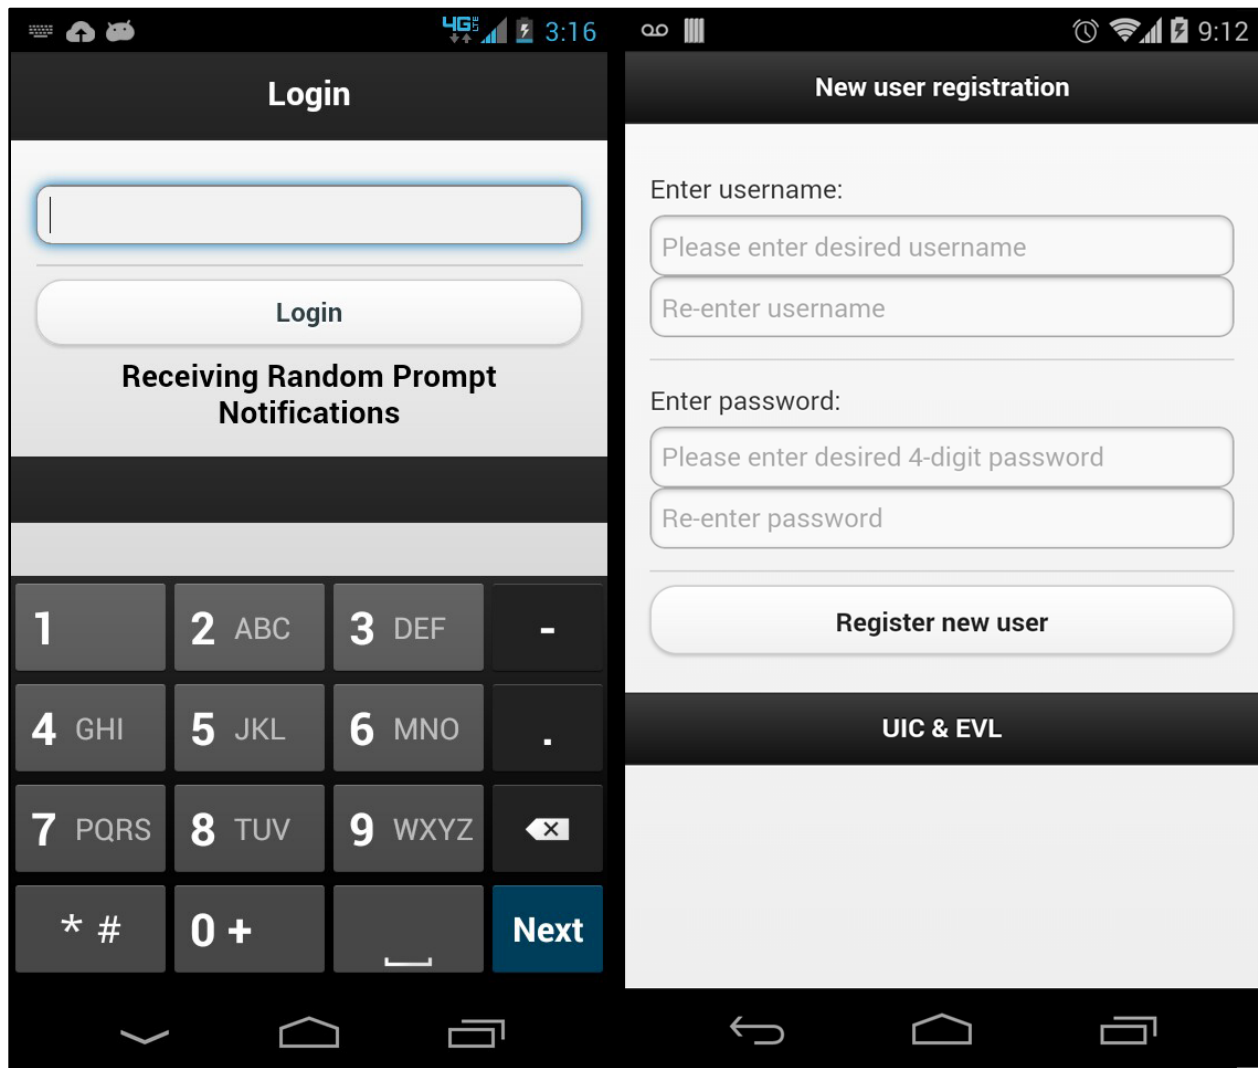 4G LTE 3:16
Login
Login
Receiving Random Prompt
Notifications
1 2 ABC 3 DEF -
4 GHI 5 JKL 6 MNO .
7 PQRS 8 TUV 9 WXYZ
* # 0 + Next
9:12
New user registration
Enter username:
Please enter desired username
Re-enter username
Enter password:
Please enter desired 4-digit password
Re-enter password
Register new user
UIC & EVL